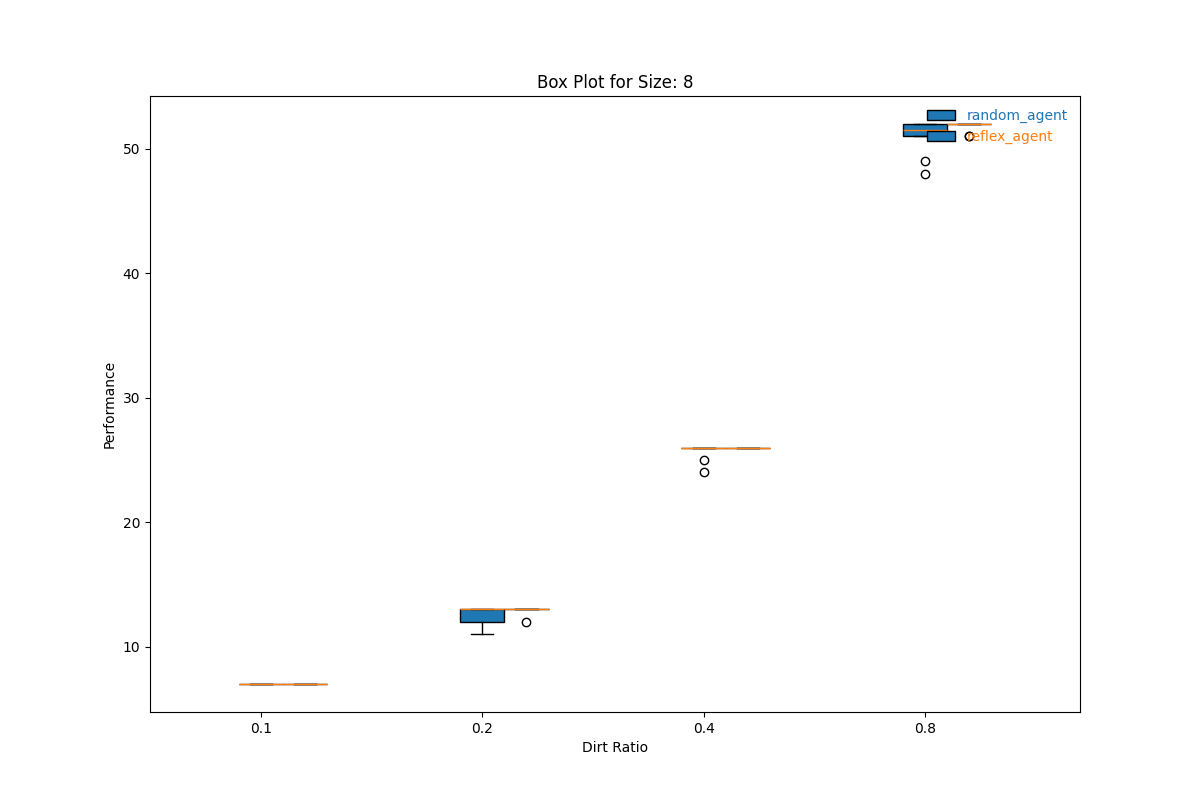 Box Plot for Size: 8
random_agent
reflex_agent
50
40
30
20
10
Performance
0.1
0.2
0.4
0.8
Dirt Ratio